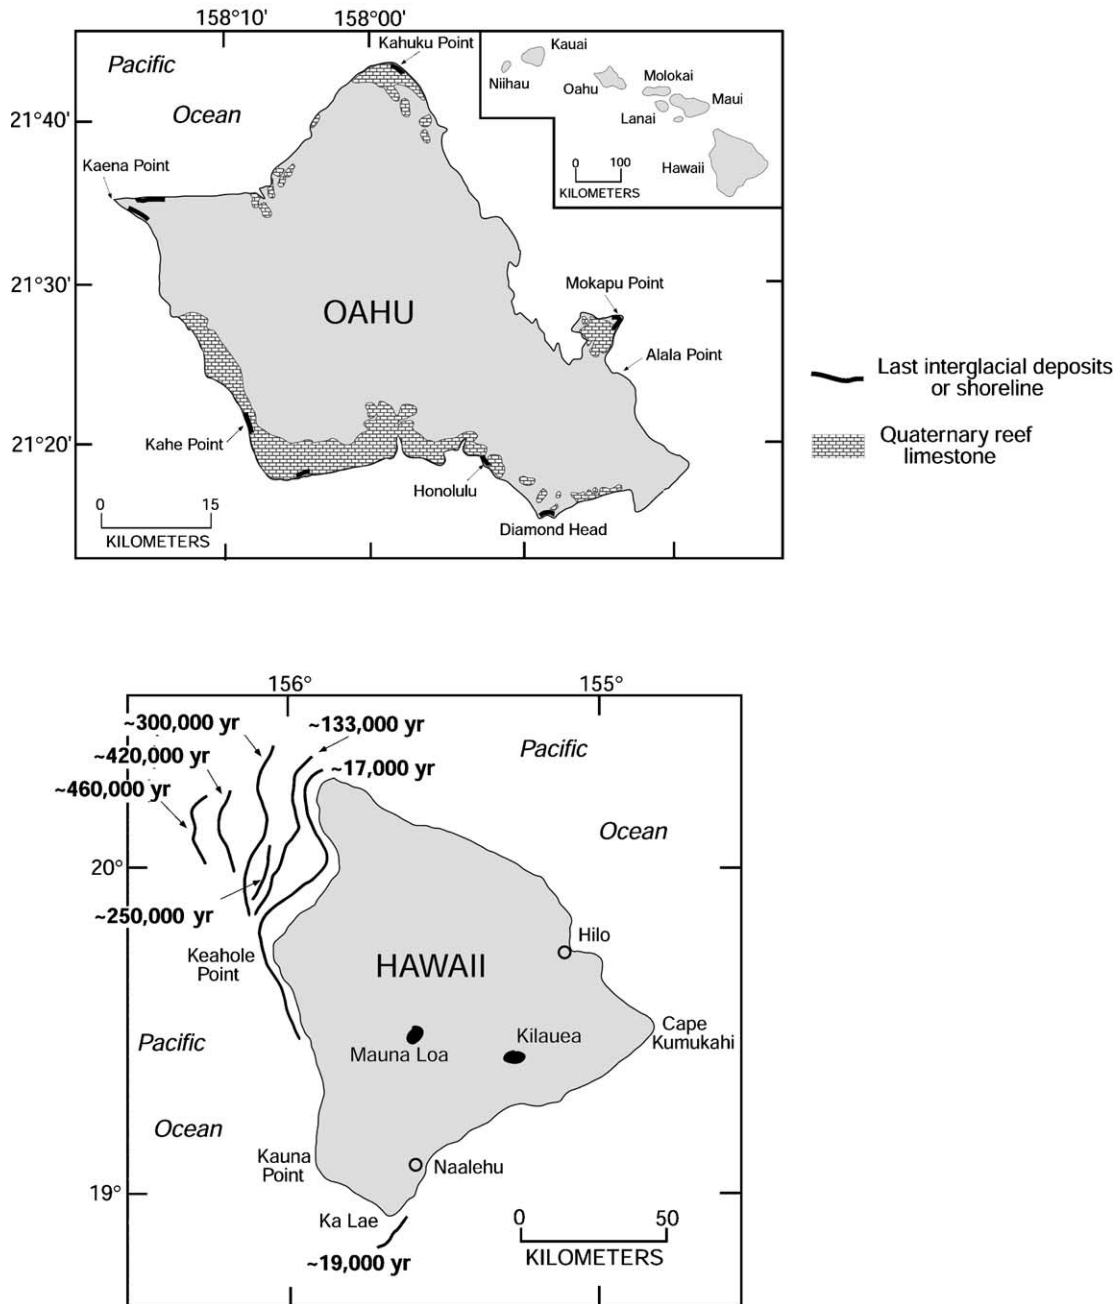 158°10'
158°00'
Pacific
Ocean
Kahuku Point
Kauai
Niihau
Oahu
Molokai
Maui
Lanai
Hawaii
0 100
KILOMETERS
21°40'
Kaena Point
21°30'
OAHU
Mokapu Point
Alala Point
21°20'
Kahe Point
Honolulu
Diamond Head
0 15
KILOMETERS
Last interglacial deposits
or shoreline
Quaternary reef
limestone
156°
155°
~300,000 yr
~133,000 yr
~420,000 yr
~17,000 yr
~460,000 yr
Pacific
Ocean
20°
~250,000 yr
Keahole
Point
Hilo
HAWAII
Pacific
Ocean
Mauna Loa
Kilauea
Cape
Kumukahi
Kauna
Point
Naalehu
19°
Ka Lae
~19,000 yr
0 50
KILOMETERS